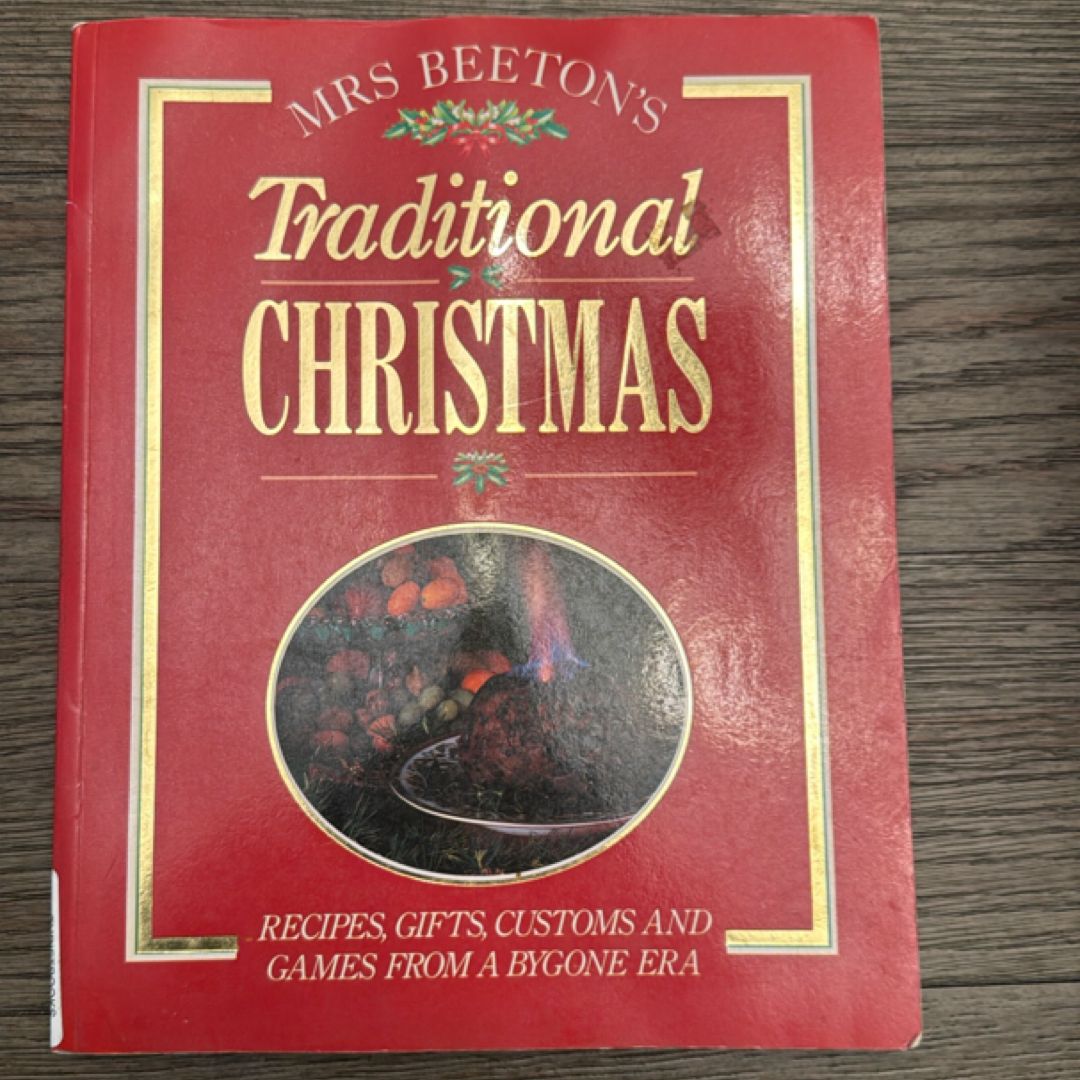 MRS BEETON'S
Traditional
CHRISTMAS
RECIPES, GIFTS, CUSTOMS AND
GAMES FROM A BYGONE ERA